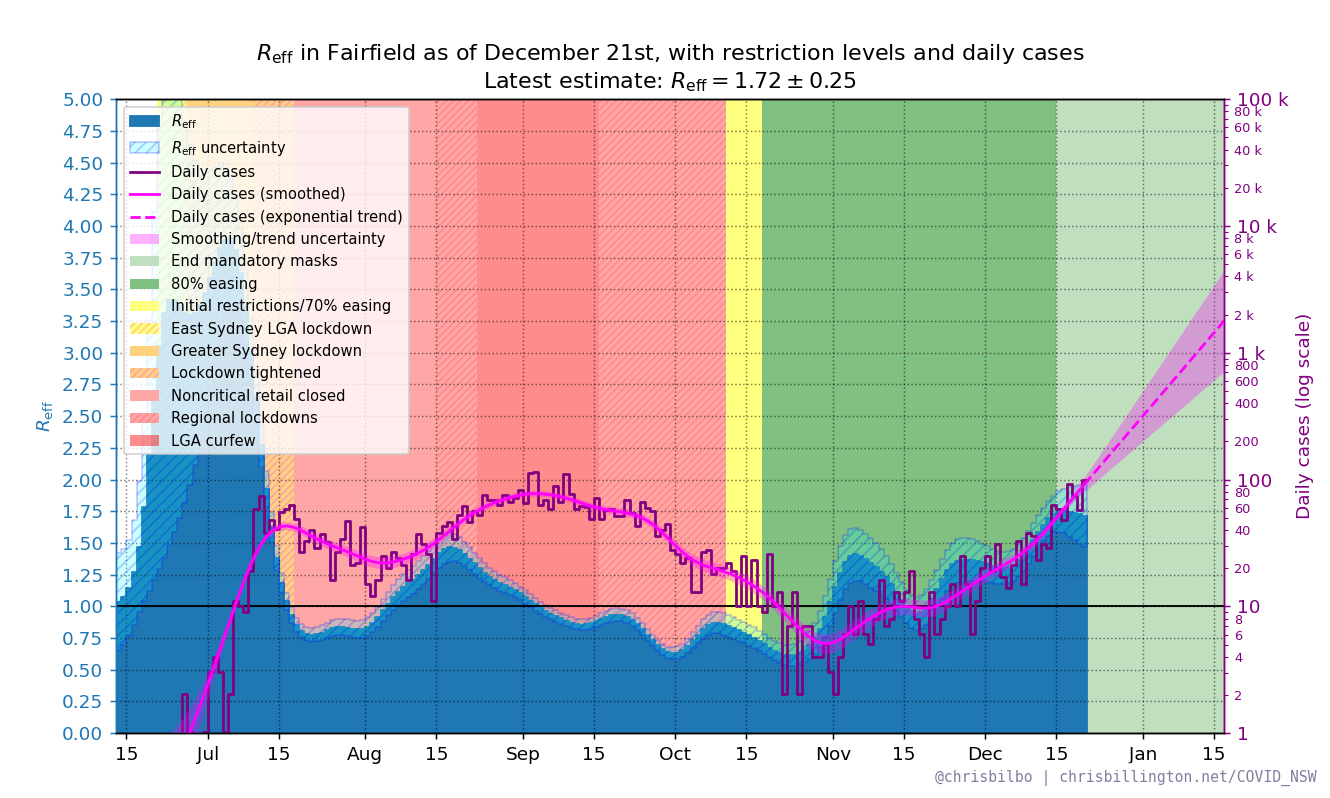 R_eff in Fairfield as of December 21st, with restriction levels and daily cases
Latest estimate: R_eff = 1.72 ± 0.25
5.00
4.75
4.50
4.25
4.00
3.75
3.50
3.25
3.00
2.75
2.50
2.25
2.00
1.75
1.50
1.25
1.00
0.75
0.50
0.25
0.00
R_eff
R_eff
R_eff uncertainty
Daily cases
Daily cases (smoothed)
Daily cases (exponential trend)
Smoothing/trend uncertainty
End mandatory masks
80% easing
Initial restrictions/70% easing
East Sydney LGA lockdown
Greater Sydney lockdown
Lockdown tightened
Noncritical retail closed
Regional lockdowns
LGA curfew
100 k
80 k
60 k
40 k
20 k
10 k
8 k
6 k
4 k
2 k
1 k
800
600
400
200
100
80
60
40
20
10
8
6
4
2
1
Daily cases (log scale)
15 Jul 15 Aug 15 Sep 15 Oct 15 Nov 15 Dec 15 Jan 15
@chrisbilbo | chrisbillington.net/COVID_NSW